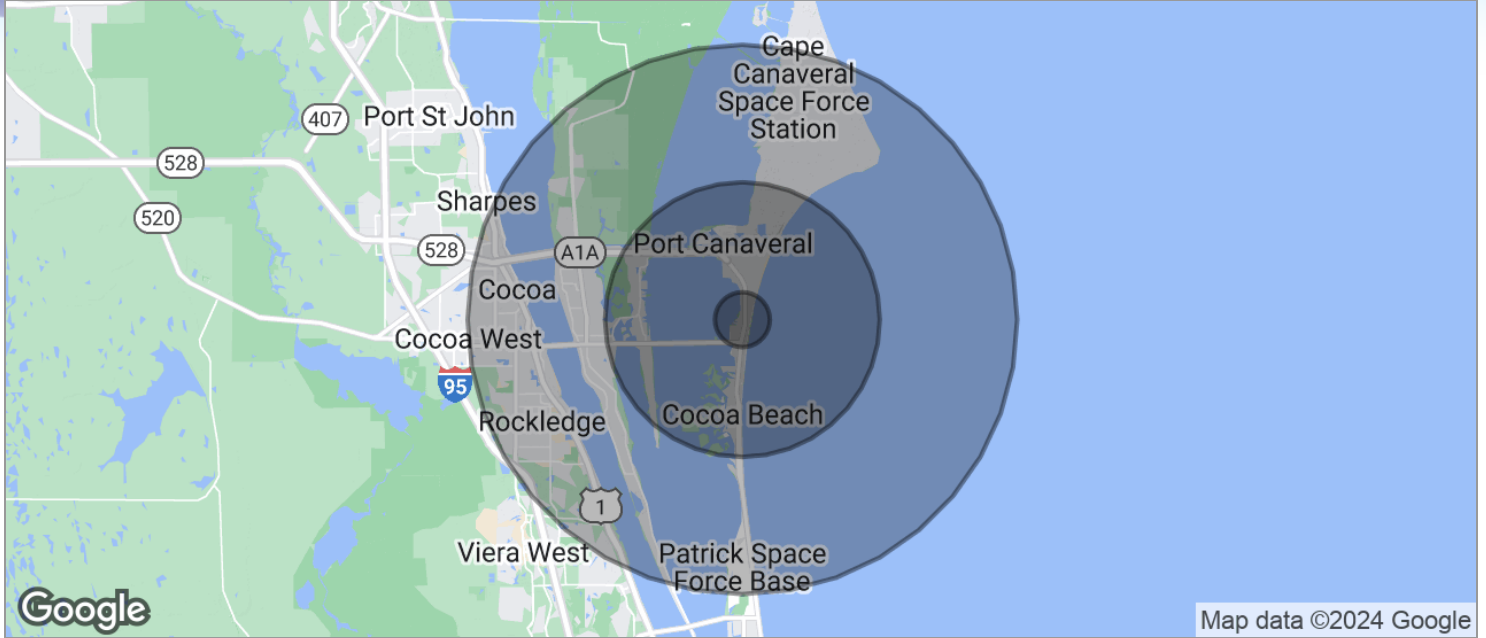 Cape
Canaveral
Space Force
Station
407
Port St John
528
Sharpes
520
528
A1A
Port Canaveral
Cocoa
Cocoa West
95
Rockledge
Cocoa Beach
1
Viera West
Patrick Space
Force Base
Google
Map data ©2024 Google